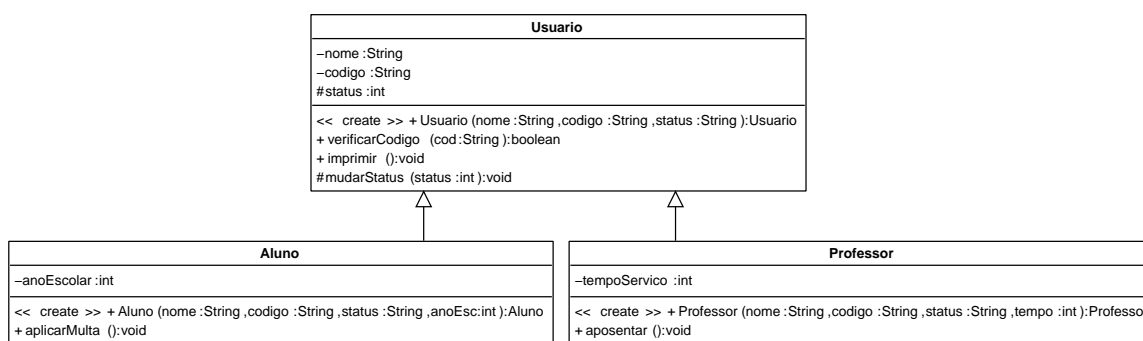 Usuario
−nome :String
−codigo :String
#status :int
<< create >> + Usuario (nome :String ,codigo :String ,status :String ):Usuario
+ verificarCodigo (cod:String ):boolean
+ imprimir ():void
#mudarStatus (status :int ):void
Aluno
−anoEscolar :int
<< create >> + Aluno (nome :String ,codigo :String ,status :String ,anoEsc:int ):Aluno
+ aplicarMulta ():void
Professor
−tempoServico :int
<< create >> + Professor (nome :String ,codigo :String ,status :String ,tempo :int ):Professo
+ aposentar ():void